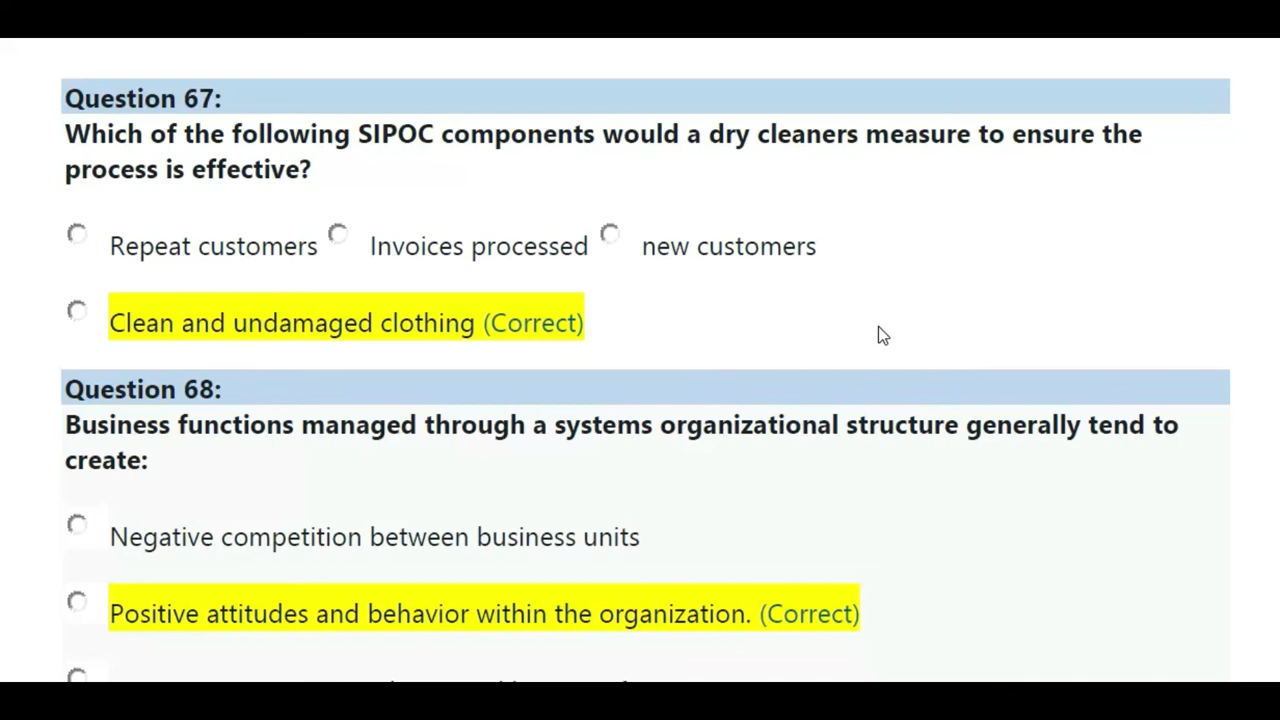 Question 67:
Which of the following SIPOC components would a dry cleaners measure to ensure the
process is effective?
Repeat customers Invoices processed new customers
Clean and undamaged clothing (Correct)
Question 68:
Business functions managed through a systems organizational structure generally tend to
create:
Negative competition between business units
Positive attitudes and behavior within the organization. (Correct)